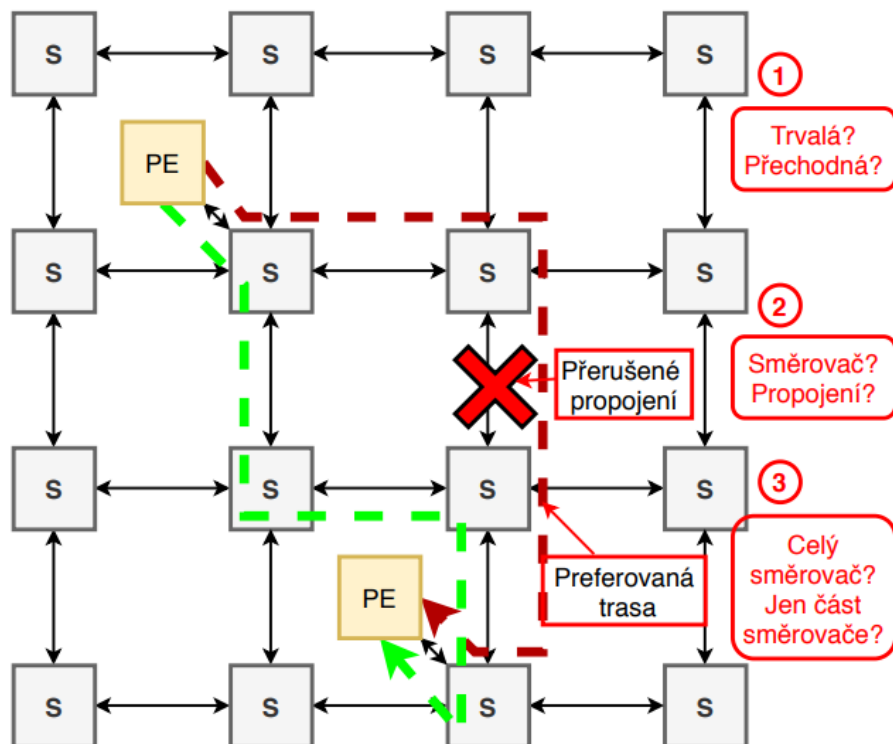 S S S S
1
Trvalá?
Přechodná?
PE
S S S S
2
Směrovač?
Propojení?
Přerušené
propojení
S S S S
3
Celý
směrovač?
Jen část
směrovače?
Preferovaná
trasa
PE
S S S S